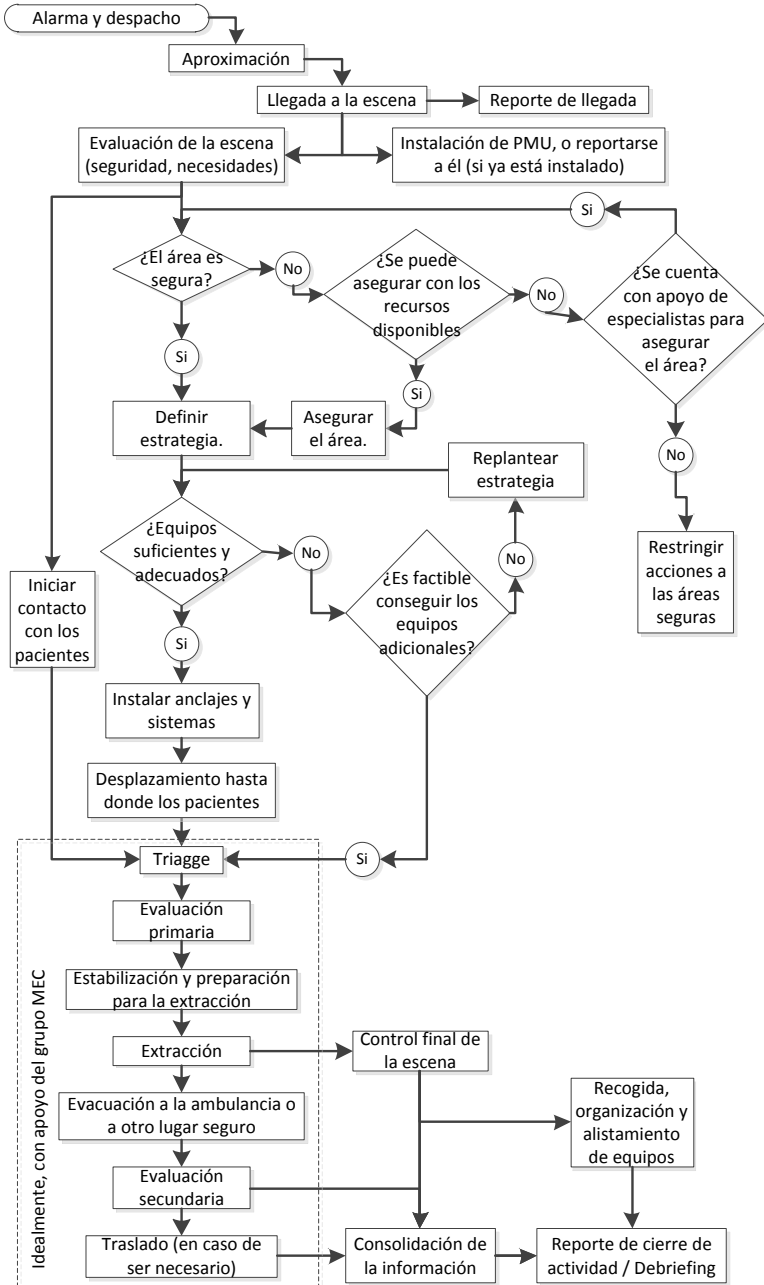 Alarma y despacho
Aproximación
Llegada a la escena
Reporte de llegada
Evaluación de la escena
(seguridad, necesidades)
Instalación de PMU, o reportarse
a él (si ya está instalado)
Si
¿El área es
segura?
No
¿Se puede
asegurar con los
recursos
disponibles
No
¿Se cuenta
con apoyo de
especialistas para
asegurar
el área?
Si
Si
No
Definir
estrategia.
Asegurar
el área.
Replantear
estrategia
¿Equipos
suficientes y
adecuados?
No
¿Es factible
conseguir los
equipos
adicionales?
No
Restringir
acciones a
las áreas
seguras
Iniciar
contacto
con los
pacientes
Si
Instalar anclajes y
sistemas
Desplazamiento hasta
donde los pacientes
Triagge
Si
Evaluación
primaria
Estabilización y preparación
para la extracción
Extracción
Control final de
la escena
Evacuación a la ambulancia o
a otro lugar seguro
Recogida,
organización y
alistamiento
de equipos
Evaluación
secundaria
Traslado (en caso de
ser necesario)
Consolidación de
la información
Reporte de cierre de
actividad / Debriefing
Idealmente, con apoyo del grupo MEC